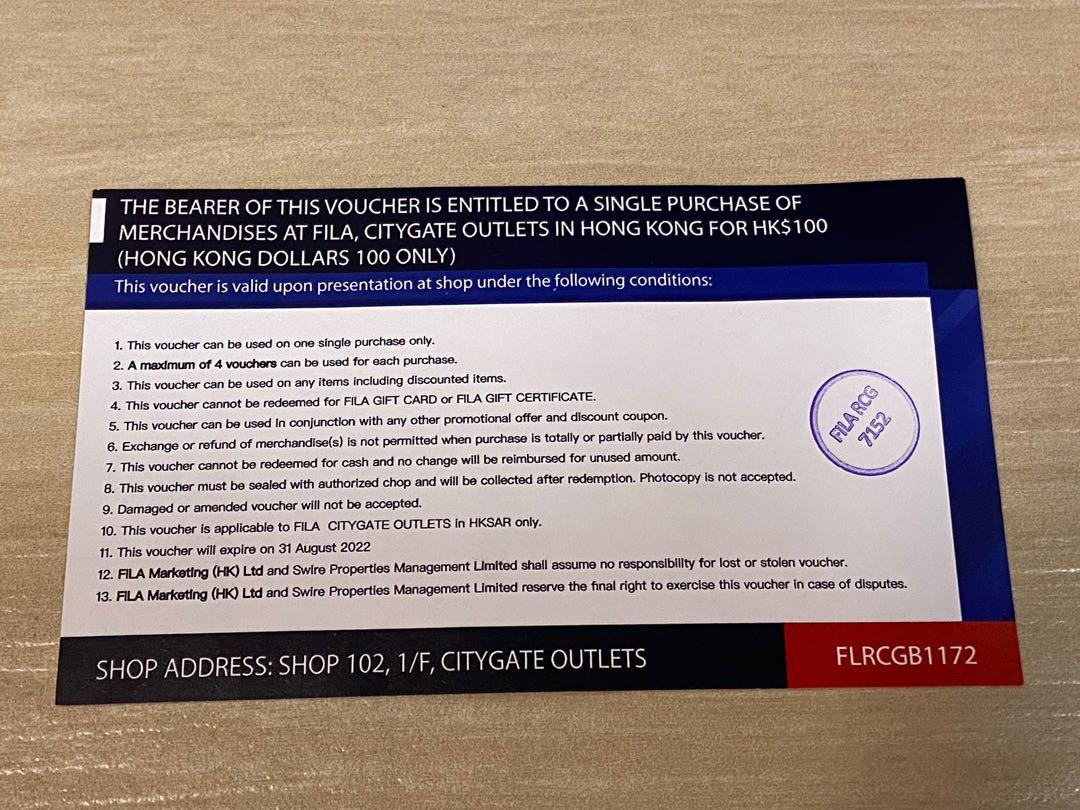 THE BEARER OF THIS VOUCHER IS ENTITLED TO A SINGLE PURCHASE OF
MERCHANDISES AT FILA, CITYGATE OUTLETS IN HONG KONG FOR HK$100
(HONG KONG DOLLARS 100 ONLY)
This voucher is valid upon presentation at shop under the following conditions:
1. This voucher can be used on one single purchase only.
2. A maximum of 4 vouchers can be used for each purchase.
3. This voucher can be used on any items including discounted items.
4. This voucher cannot be redeemed for FILA GIFT CARD or FILA GIFT CERTIFICATE.
5. This voucher can be used in conjunction with any other promotional offer and discount coupon.
6. Exchange or refund of merchandise(s) is not permitted when purchase is totally or partially paid by this voucher.
7. This voucher cannot be redeemed for cash and no change will be reimbursed for unused amount.
8. This voucher must be sealed with authorized chop and will be collected after redemption. Photocopy is not accepted.
9. Damaged or amended voucher will not be accepted.
10. This voucher is applicable to FILA CITYGATE OUTLETS in HKSAR only.
11. This voucher will expire on 31 August 2022
12. FILA Marketing (HK) Ltd and Swire Properties Management Limited shall assume no responsibility for lost or stolen voucher.
13. FILA Marketing (HK) Ltd and Swire Properties Management Limited reserve the final right to exercise this voucher in case of disputes.
FILA RCG
7152
SHOP ADDRESS: SHOP 102, 1/F, CITYGATE OUTLETS
FLRCGB1172